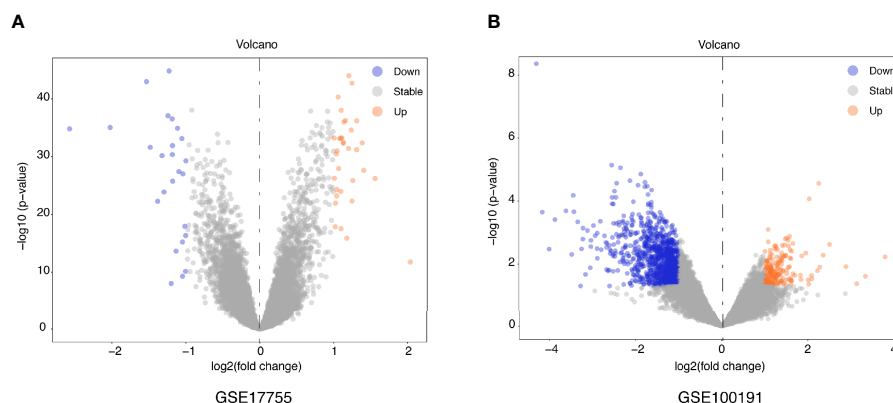 A
Volcano
Down
Stable
Up
40
30
20
10
0
−2
−1
0
1
2
−log10 (p−value)
log2(fold change)
GSE17755
B
Volcano
Down
Stable
Up
8
6
4
2
0
−4
−2
0
2
4
−log10 (p−value)
log2(fold change)
GSE100191